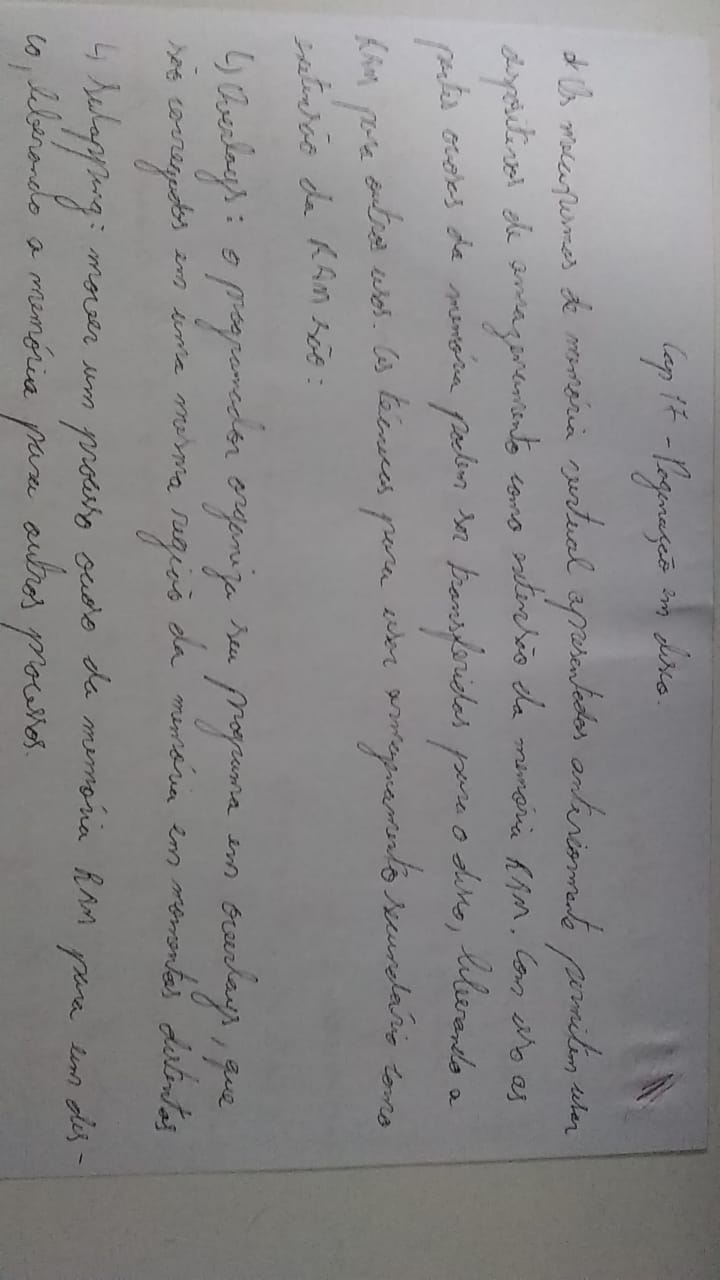 Cap 17 - Paginação em disco.
* Os mecanismos de memória virtual apresentados anteriormente permitem usar
dispositivos de armazenamento como extensão da memória RAM. Com isso as
partes ociosas da memória podem ser transferidas para o disco, liberando a
RAM para outros usos. As técnicas para usar armazenamento secundário como
extensão da RAM são:
↳ Overlays: o programador organiza seu programa em overlays, que
são carregados em uma mesma região da memória em momentos distintos
↳ Swapping: mover um processo ocioso da memória RAM para um dis-
co, liberando a memória para outros processos.